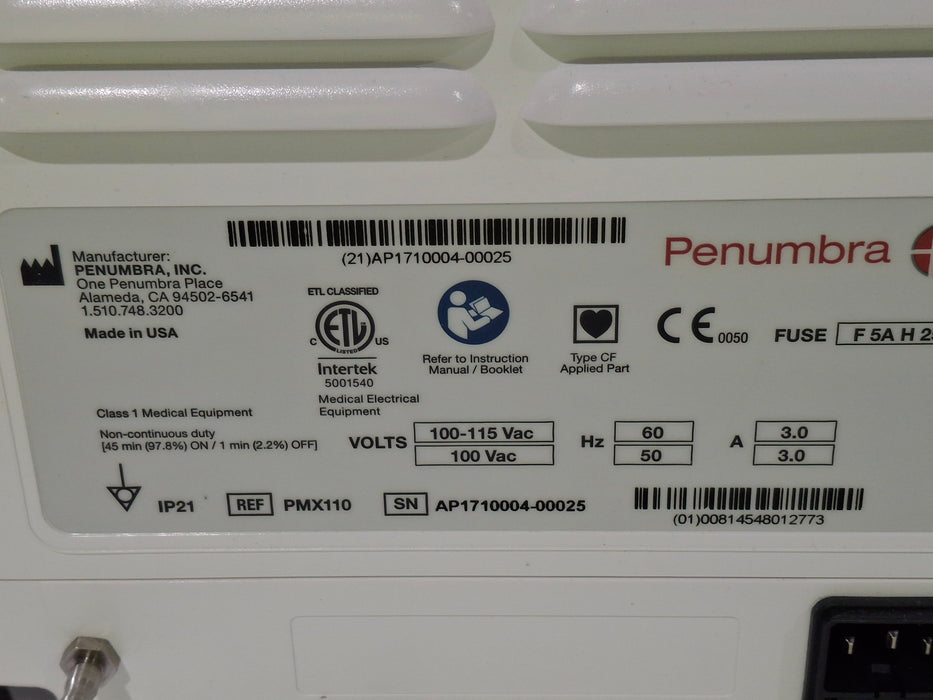 (21)AP1710004-00025
Penumbra
Manufacturer:
PENUMBRA, INC.
One Penumbra Place
Alameda, CA 94502-6541
1.510.748.3200
Made in USA
ETL CLASSIFIED
ETL
LISTED
C US
Intertek
5001540
Medical Electrical
Equipment
Refer to Instruction
Manual / Booklet
Type CF
Applied Part
CE 0050
FUSE F 5A H
Class 1 Medical Equipment
Non-continuous duty
[45 min (97.8%) ON / 1 min (2.2%) OFF]
VOLTS 100-115 Vac Hz 60 A 3.0
100 Vac 50 3.0
IP21 REF PMX110 SN AP1710004-00025
(01)00814548012773